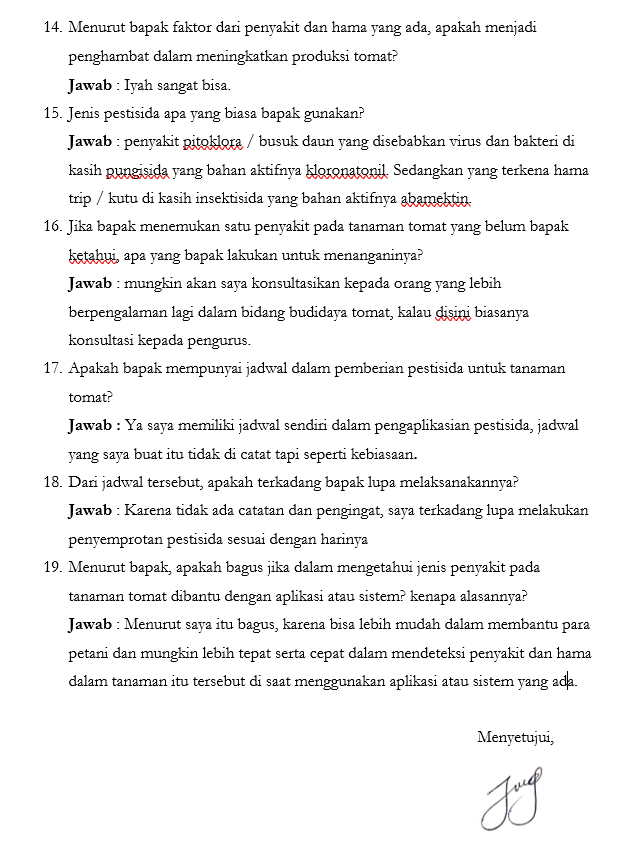 14. Menurut bapak faktor dari penyakit dan hama yang ada, apakah menjadi
penghambat dalam meningkatkan produksi tomat?
Jawab : Iyah sangat bisa.
15. Jenis pestisida apa yang biasa bapak gunakan?
Jawab : penyakit pitoklora / busuk daun yang disebabkan virus dan bakteri di
kasih pungisida yang bahan aktifnya kloronatonil. Sedangkan yang terkena hama
trip / kutu di kasih insektisida yang bahan aktifnya abamektin.
16. Jika bapak menemukan satu penyakit pada tanaman tomat yang belum bapak
ketahui, apa yang bapak lakukan untuk menanganinya?
Jawab : mungkin akan saya konsultasikan kepada orang yang lebih
berpengalaman lagi dalam bidang budidaya tomat, kalau disini biasanya
konsultasi kepada pengurus.
17. Apakah bapak mempunyai jadwal dalam pemberian pestisida untuk tanaman
tomat?
Jawab : Ya saya memiliki jadwal sendiri dalam pengaplikasian pestisida, jadwal
yang saya buat itu tidak di catat tapi seperti kebiasaan.
18. Dari jadwal tersebut, apakah terkadang bapak lupa melaksanakannya?
Jawab : Karena tidak ada catatan dan pengingat, saya terkadang lupa melakukan
penyemprotan pestisida sesuai dengan harinya
19. Menurut bapak, apakah bagus jika dalam mengetahui jenis penyakit pada
tanaman tomat dibantu dengan aplikasi atau sistem? kenapa alasannya?
Jawab : Menurut saya itu bagus, karena bisa lebih mudah dalam membantu para
petani dan mungkin lebih tepat serta cepat dalam mendeteksi penyakit dan hama
dalam tanaman itu tersebut di saat menggunakan aplikasi atau sistem yang ada.
Menyetujui,